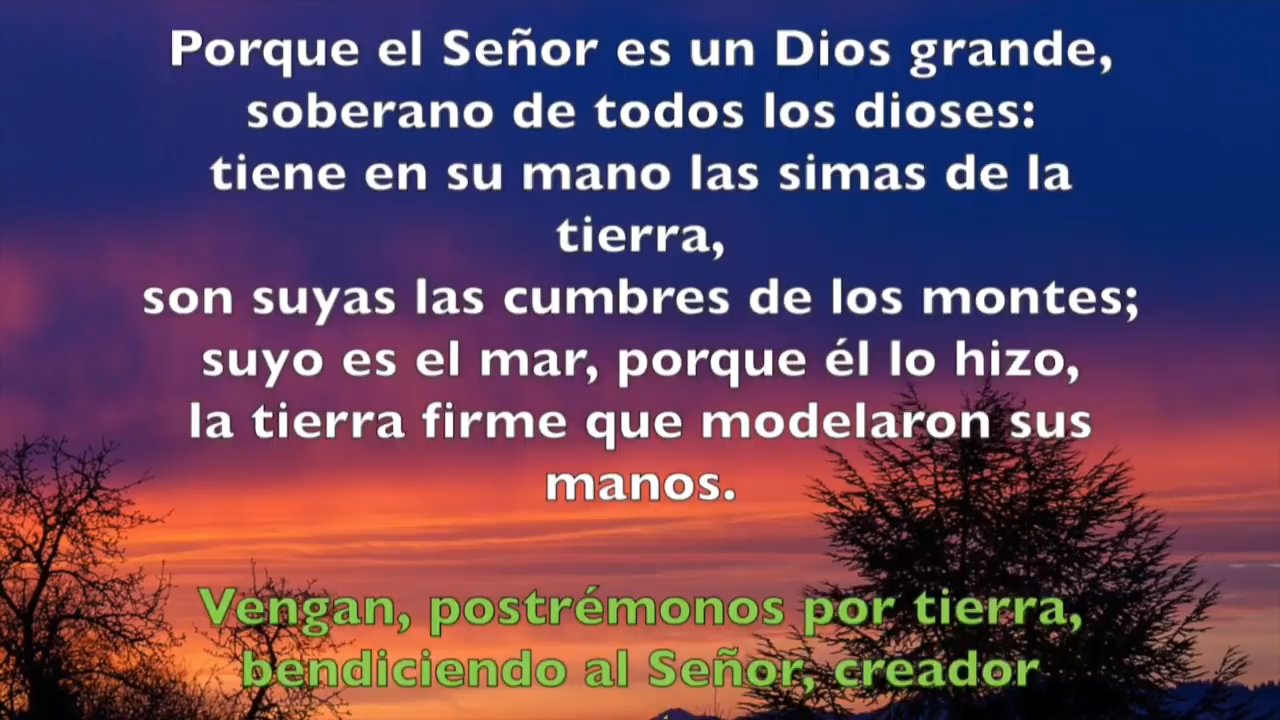 Porque el Señor es un Dios grande,
soberano de todos los dioses:
tiene en su mano las simas de la
tierra,
son suyas las cumbres de los montes;
suyo es el mar, porque él lo hizo,
la tierra firme que modelaron sus
manos.
Vengan, postrémonos por tierra,
bendiciendo al Señor, creador